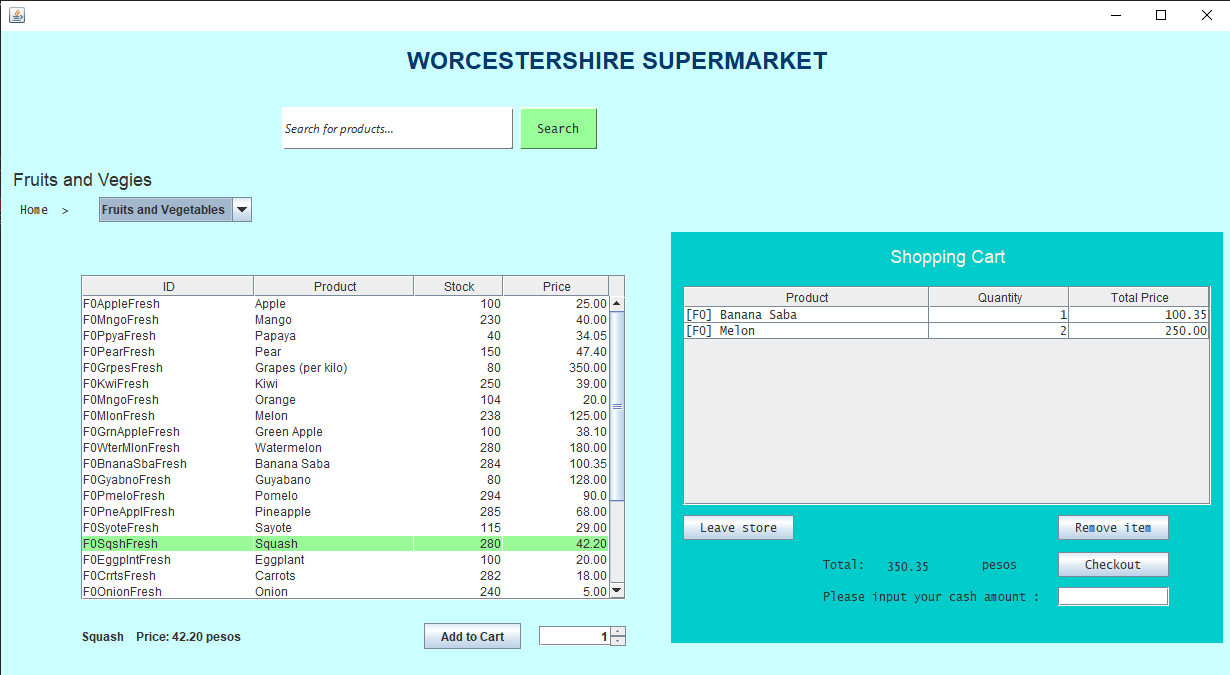 WORCESTERSHIRE SUPERMARKET
Search for products...
Search
Fruits and Vegies
Home >
Fruits and Vegetables
ID Product Stock Price
F0AppleFresh Apple 100 25.00
F0MngoFresh Mango 230 40.00
F0PpyaFresh Papaya 40 34.05
F0PearFresh Pear 150 47.40
F0GrpesFresh Grapes (per kilo) 80 350.00
F0KwiFresh Kiwi 250 39.00
F0MngoFresh Orange 104 20.0
F0MlonFresh Melon 238 125.00
F0GrnAppleFresh Green Apple 100 38.10
F0WterMlonFresh Watermelon 280 180.00
F0BnanaSbaFresh Banana Saba 284 100.35
F0GyabnoFresh Guyabano 80 128.00
F0PmeloFresh Pomelo 294 90.0
F0PneApplFresh Pineapple 285 68.00
F0SyoteFresh Sayote 115 29.00
F0SqshFresh Squash 280 42.20
F0EggplntFresh Eggplant 100 20.00
F0CrrtsFresh Carrots 282 18.00
F0OnionFresh Onion 240 5.00
Squash Price: 42.20 pesos
Add to Cart
1
Shopping Cart
Product Quantity Total Price
[F0] Banana Saba 1 100.35
[F0] Melon 2 250.00
Leave store
Remove item
Total: 350.35 pesos
Checkout
Please input your cash amount :